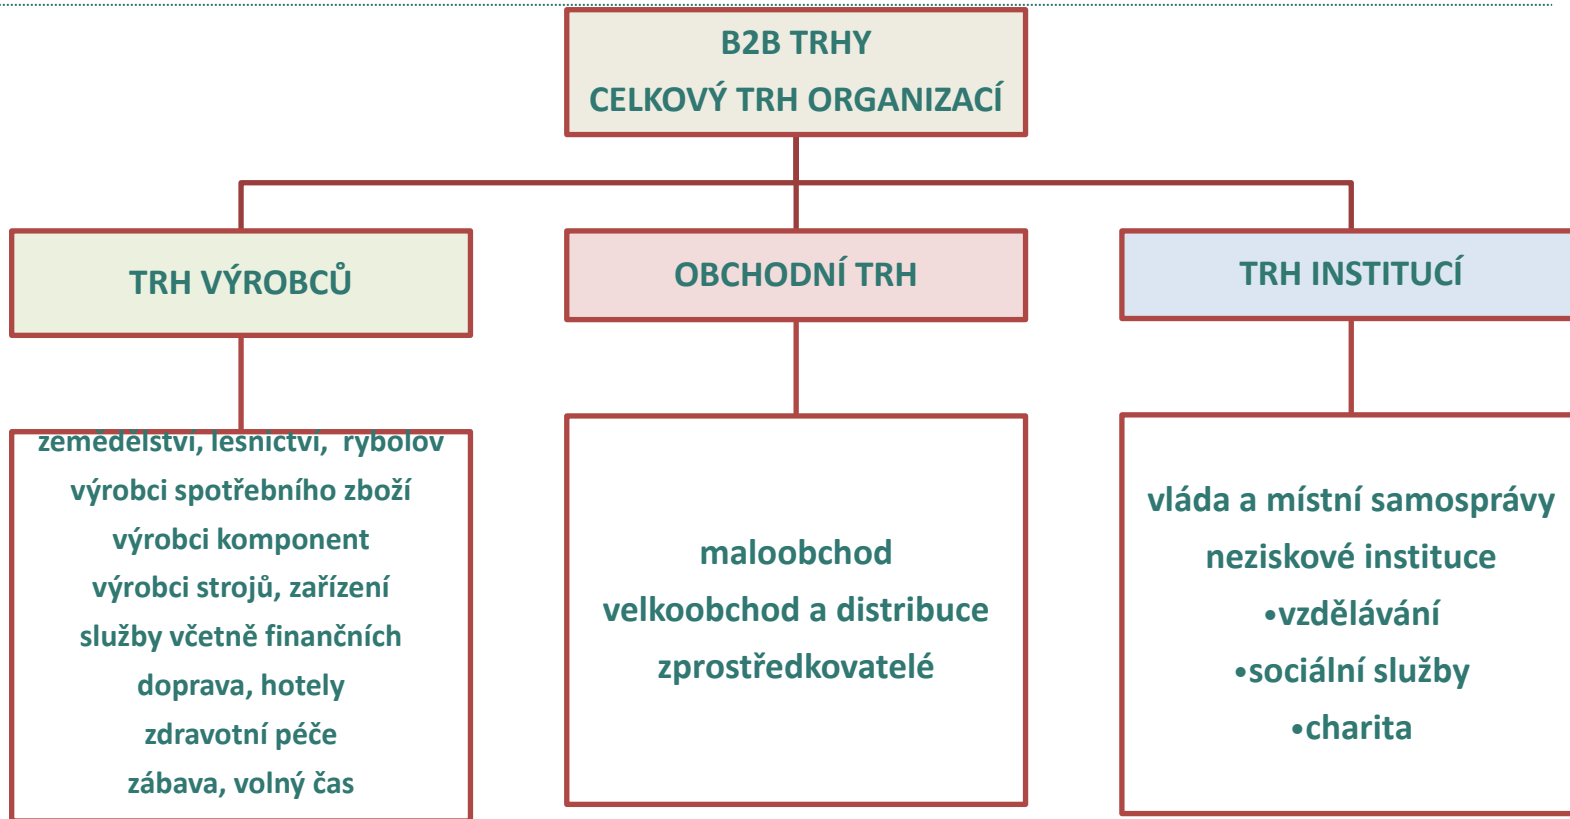 B2B TRHY
CELKOVÝ TRH ORGANIZACÍ
TRH VÝROBCŮ
zemědělství, lesnictví, rybolov
výrobci spotřebního zboží
výrobci komponent
výrobci strojů, zařízení
služby včetně finančních
doprava, hotely
zdravotní péče
zábava, volný čas
OBCHODNÍ TRH
maloobchod
velkoobchod a distribuce
zprostředkovatelé
TRH INSTITUCÍ
vláda a místní samosprávy
neziskové instituce
•vzdělávání
•sociální služby
•charita